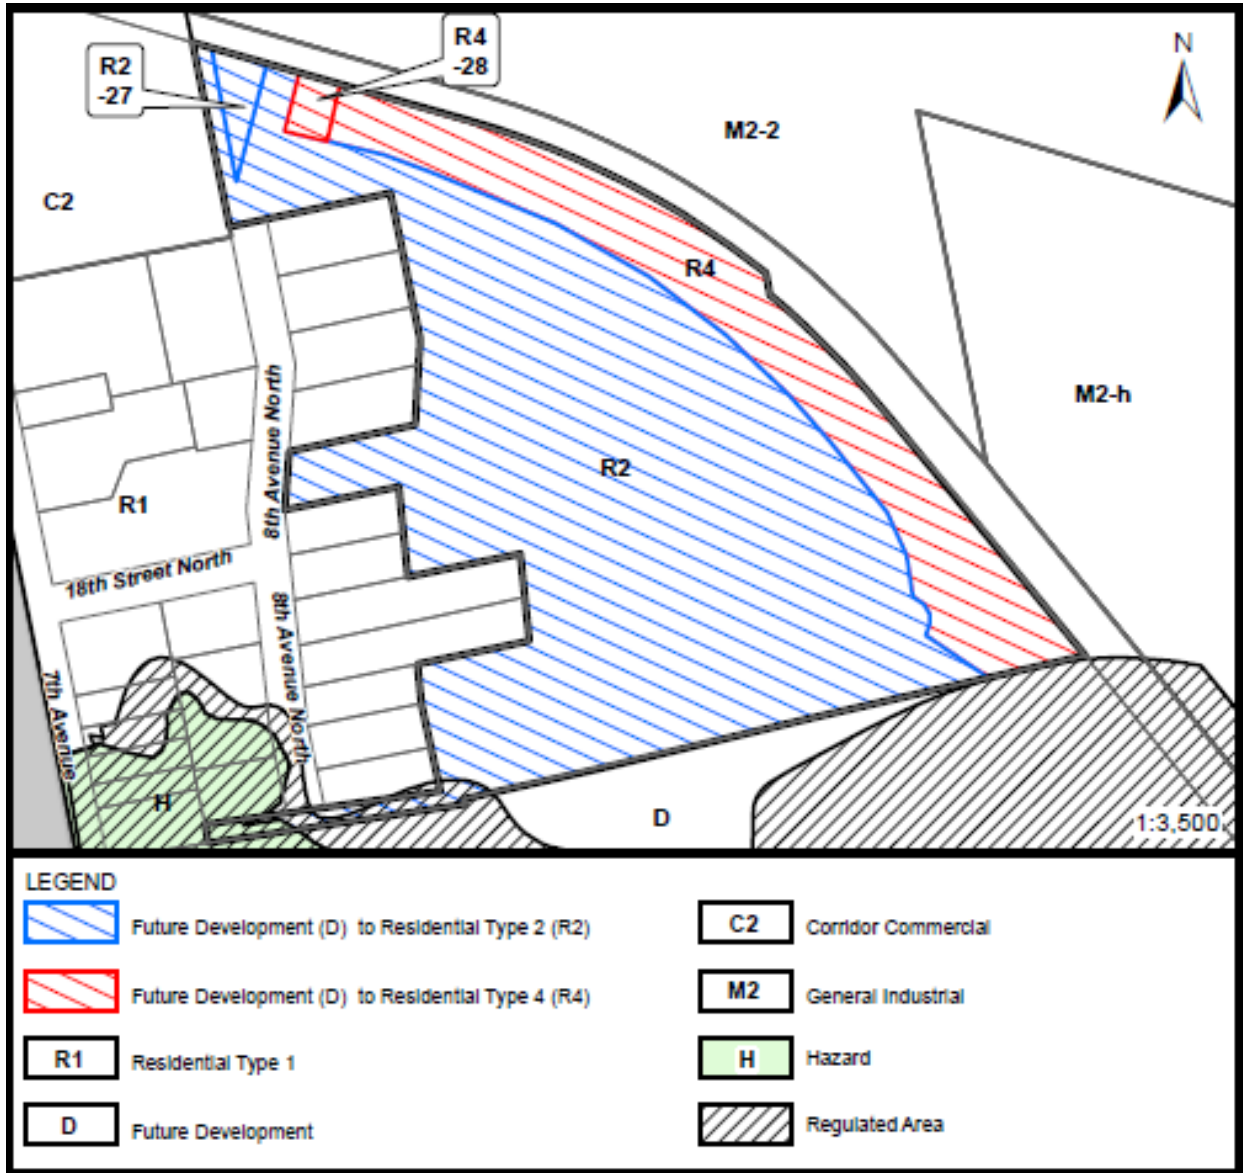 R4
-28
R2
-27
N
M2-2
C2
R4
M2-h
8th Avenue North
R2
R1
18th Street North
8th Avenue North
7th Avenue
H
D
1:3,500
LEGEND
Future Development (D) to Residential Type 2 (R2)
C2 Corridor Commercial
Future Development (D) to Residential Type 4 (R4)
M2 General Industrial
R1 Residential Type 1
H Hazard
D Future Development
Regulated Area